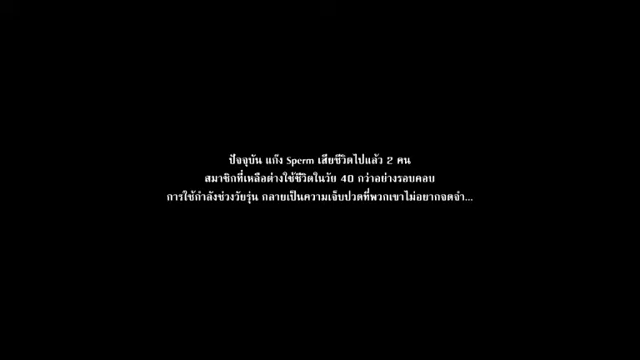 ปัจจุบัน แก๊ง Sperm เสียชีวิตไปแล้ว 2 คน
สมาชิกที่เหลือต่างใช้ชีวิตในวัย 40 กว่าอย่างรอบคอบ
การใช้กำลังช่วงวัยรุ่น กลายเป็นความเจ็บปวดที่พวกเขาไม่อยากจดจำ...